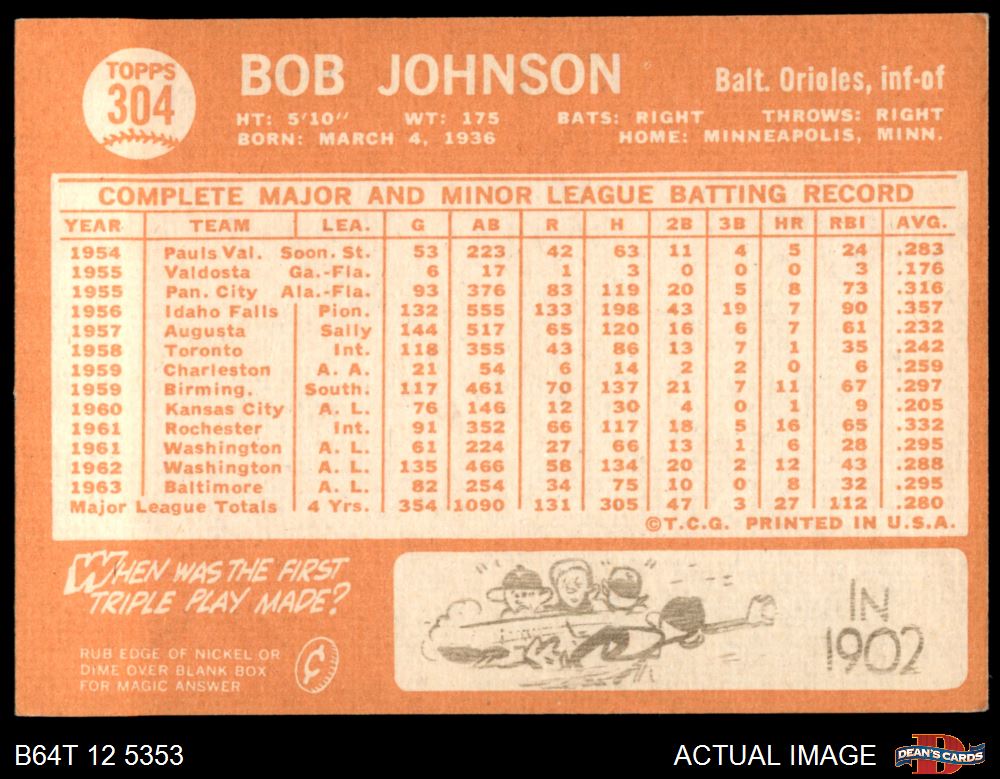 TOPPS
304
BOB JOHNSON
Balt. Orioles, inf-of
HT: 5'10" WT: 175 BATS: RIGHT THROWS: RIGHT
BORN: MARCH 4, 1936 HOME: MINNEAPOLIS, MINN.
COMPLETE MAJOR AND MINOR LEAGUE BATTING RECORD
YEAR TEAM LEA. G AB R H 2B 3B HR RBI AVG.
1954 Pauls Val. Soon. St. 53 223 42 63 11 4 5 24 .283
1955 Valdosta Ga.-Fla. 6 17 1 3 0 0 0 3 .176
1955 Pan. City Ala.-Fla. 93 376 83 119 20 5 8 73 .316
1956 Idaho Falls Pion. 132 555 133 198 43 19 7 90 .357
1957 Augusta Sally 144 517 65 120 16 6 7 61 .232
1958 Toronto Int. 118 355 43 86 13 7 1 35 .242
1959 Charleston A. A. 21 54 6 14 2 2 0 6 .259
1959 Birming. South. 117 461 70 137 21 7 11 67 .297
1960 Kansas City A. L. 76 146 12 30 4 0 1 9 .205
1961 Rochester Int. 91 352 66 117 18 5 16 65 .332
1961 Washington A. L. 61 224 27 66 13 1 6 28 .295
1962 Washington A. L. 135 466 58 134 20 2 12 43 .288
1963 Baltimore A. L. 82 254 34 75 10 0 8 32 .295
Major League Totals 4 Yrs. 354 1090 131 305 47 3 27 112 .280
©T.C.G. PRINTED IN U.S.A.
WHEN WAS THE FIRST
TRIPLE PLAY MADE?
RUB EDGE OF NICKEL OR
DIME OVER BLANK BOX
FOR MAGIC ANSWER
IN
1902
B64T 12 5353
ACTUAL IMAGE
DEAN'S CARDS